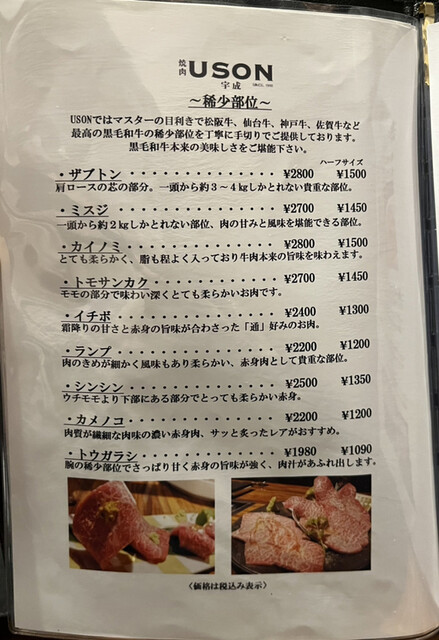 焼肉 USON
宇成 SINCE 1980
～稀少部位～
USONではマスターの目利きで松阪牛、仙台牛、神戸牛、佐賀牛など
最高の黒毛和牛の稀少部位を丁寧に手切りでご提供しております。
黒毛和牛本来の美味しさをご堪能下さい。
ハーフサイズ
・ザブトン・・・・・・・・・・・・・・¥2800 ¥1500
肩ロースの芯の部分。一頭から約３～４㎏しかとれない貴重な部位。
・ミスジ・・・・・・・・・・・・・・・¥2700 ¥1450
一頭から約２㎏しかとれない部位、肉の甘みと風味を堪能できる部位。
・カイノミ・・・・・・・・・・・・・・¥2800 ¥1500
とても柔らかく、脂も程よく入っており牛肉本来の旨味を味わえます。
・トモサンカク・・・・・・・・・・・・¥2700 ¥1450
モモの部分で味わい深くとても柔らかいお肉です。
・イチボ・・・・・・・・・・・・・・・¥2400 ¥1300
霜降りの甘さと赤身の旨味が合わさった「通」好みのお肉。
・ランプ・・・・・・・・・・・・・・・¥2200 ¥1200
肉のきめが細かく風味もあり柔らかい、赤身肉として貴重な部位。
・シンシン・・・・・・・・・・・・・・¥2500 ¥1350
ウチモモより下部にある部分でとっても柔らかい赤身。
・カメノコ・・・・・・・・・・・・・・¥2200 ¥1200
肉質が繊細な肉味の濃い赤身肉、サッと炙ったレアがおすすめ。
・トウガラシ・・・・・・・・・・・・・¥1980 ¥1090
腕の稀少部位でさっぱり甘く赤身の旨味が強く、肉汁があふれ出します。
〈価格は税込み表示〉